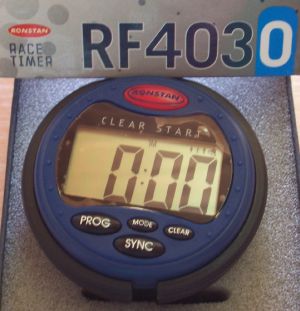 RONSTAN
RACE
TIMER
RF4030
RONSTAN
CLEAR START
0:00
PROG
MODE
CLEAR
SYNC